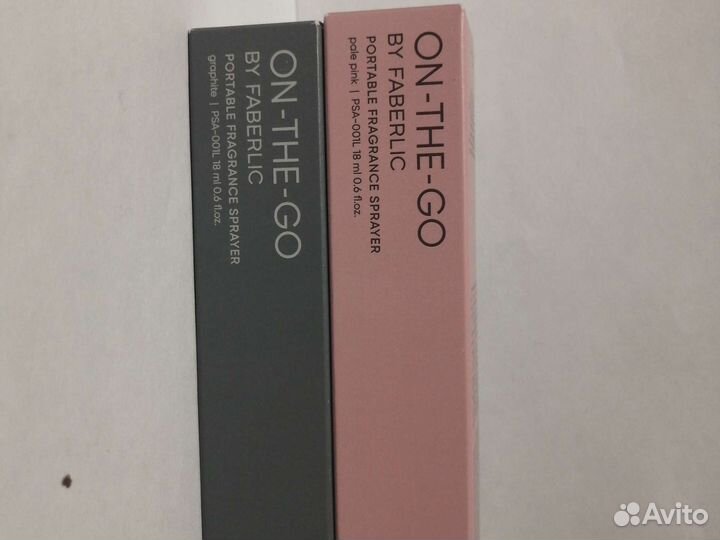 ON-THE-GO
BY FABERLIC
PORTABLE FRAGRANCE SPRAYER
graphite | PSA-001L 18 ml 0.6 fl.oz.
ON-THE-GO
BY FABERLIC
PORTABLE FRAGRANCE SPRAYER
pale pink | PSA-001L 18 ml 0.6 fl.oz.
Avito